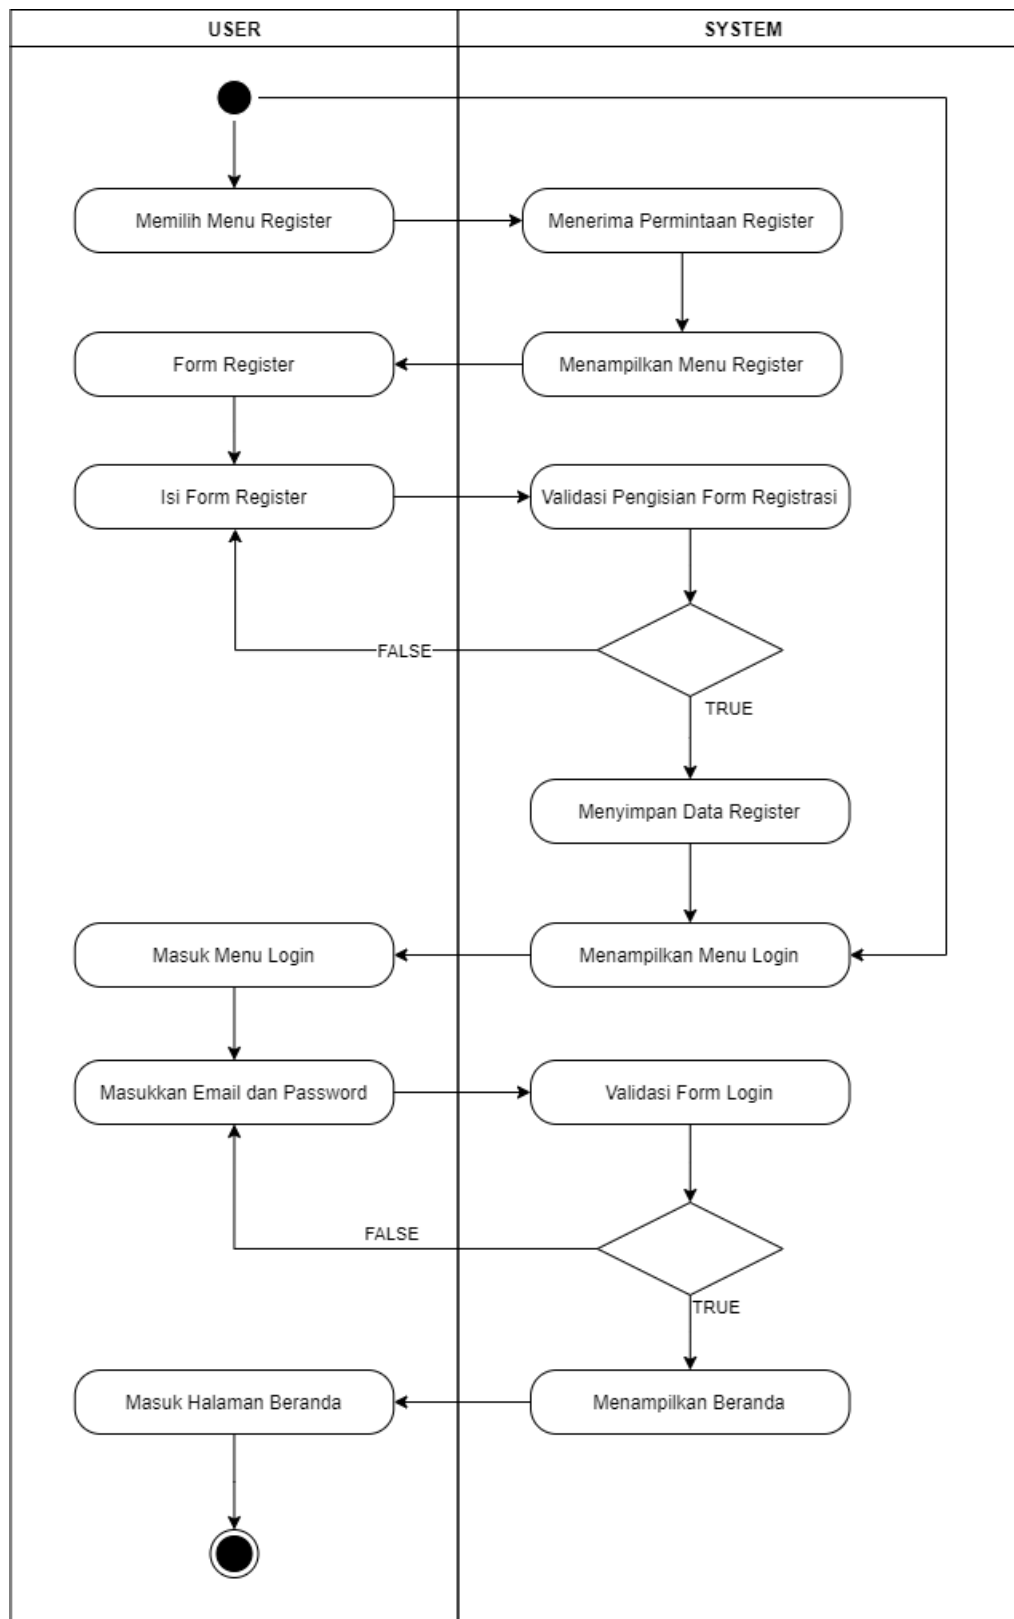 USER
SYSTEM
Memilih Menu Register
Menerima Permintaan Register
Form Register
Menampilkan Menu Register
Isi Form Register
Validasi Pengisian Form Registrasi
FALSE
TRUE
Menyimpan Data Register
Masuk Menu Login
Menampilkan Menu Login
Masukkan Email dan Password
Validasi Form Login
FALSE
TRUE
Masuk Halaman Beranda
Menampilkan Beranda